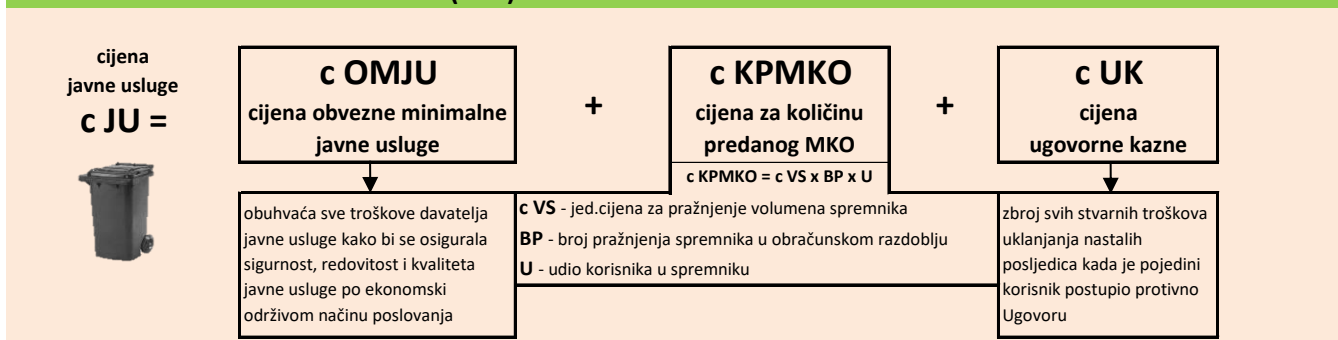 cijena
javne usluge
c JU =
c OMJU
cijena obvezne minimalne
javne usluge
+
c KPMKO
cijena za količinu
predanog MKO
c KPMKO = c VS x BP x U
+
c UK
cijena
ugovorne kazne
obuhvaća sve troškove davatelja
javne usluge kako bi se osigurala
sigurnost, redovitost i kvaliteta
javne usluge po ekonomski
održivom načinu poslovanja
c VS - jed.cijena za pražnjenje volumena spremnika
BP - broj pražnjenja spremnika u obračunskom razdoblju
U - udio korisnika u spremniku
zbroj svih stvarnih troškova
uklanjanja nastalih
posljedica kada je pojedini
korisnik postupio protivno
Ugovoru